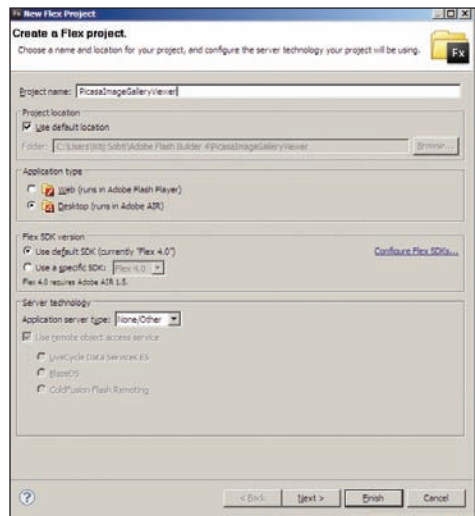 New Flex Project
Create a Flex project.
Choose a name and location for your project, and configure the server technology your project will be using.
Fx
Project name: PicasaImageGalleryViewer
Project location
Use default location
Folder: C:\Users\ Sobti\Adobe Flash Builder 4\PicasaImageGalleryViewer Browse...
Application type
Web (runs in Adobe Flash Player)
Desktop (runs in Adobe AIR)
Flex SDK version
Use default SDK (currently "Flex 4.0") Configure Flex SDKs...
Use a specific SDK: Flex 4.0
Flex 4.0 requires Adobe AIR 1.5.
Server technology
Application server type: None/Other
Use remote object access service
LiveCycle Data Services ES
BlazeDS
ColdFusion Flash Remoting
? < Back Next > Finish Cancel